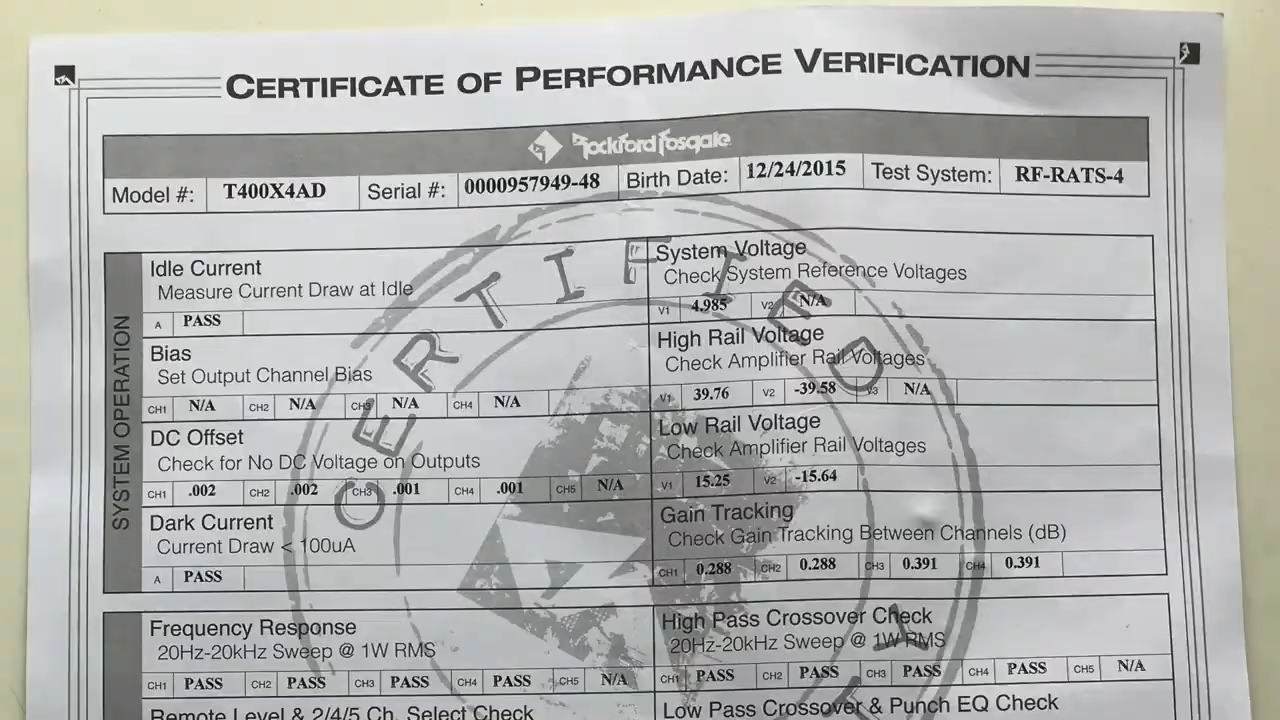 CERTIFICATE OF PERFORMANCE VERIFICATION
Rockford Fosgate
Model #: T400X4AD Serial #: 0000957949-48 Birth Date: 12/24/2015 Test System: RF-RATS-4
SYSTEM OPERATION
Idle Current
Measure Current Draw at Idle
A PASS
Bias
Set Output Channel Bias
CH1 N/A CH2 N/A CH3 N/A CH4 N/A
DC Offset
Check for No DC Voltage on Outputs
CH1 .002 CH2 .002 CH3 .001 CH4 .001 CH5 N/A
Dark Current
Current Draw < 100uA
A PASS
System Voltage
Check System Reference Voltages
V1 4.985 V2 N/A
High Rail Voltage
Check Amplifier Rail Voltages
V1 39.76 V2 -39.58 V3 N/A
Low Rail Voltage
Check Amplifier Rail Voltages
V1 15.25 V2 -15.64
Gain Tracking
Check Gain Tracking Between Channels (dB)
CH1 0.288 CH2 0.288 CH3 0.391 CH4 0.391
CERTIFIED
Frequency Response
20Hz-20kHz Sweep @ 1W RMS
CH1 PASS CH2 PASS CH3 PASS CH4 PASS CH5 N/A
Remote Level & 2/4/5 Ch. Select Check
High Pass Crossover Check
20Hz-20kHz Sweep @ 1W RMS
CH1 PASS CH2 PASS CH3 PASS CH4 PASS CH5 N/A
Low Pass Crossover & Punch EQ Check